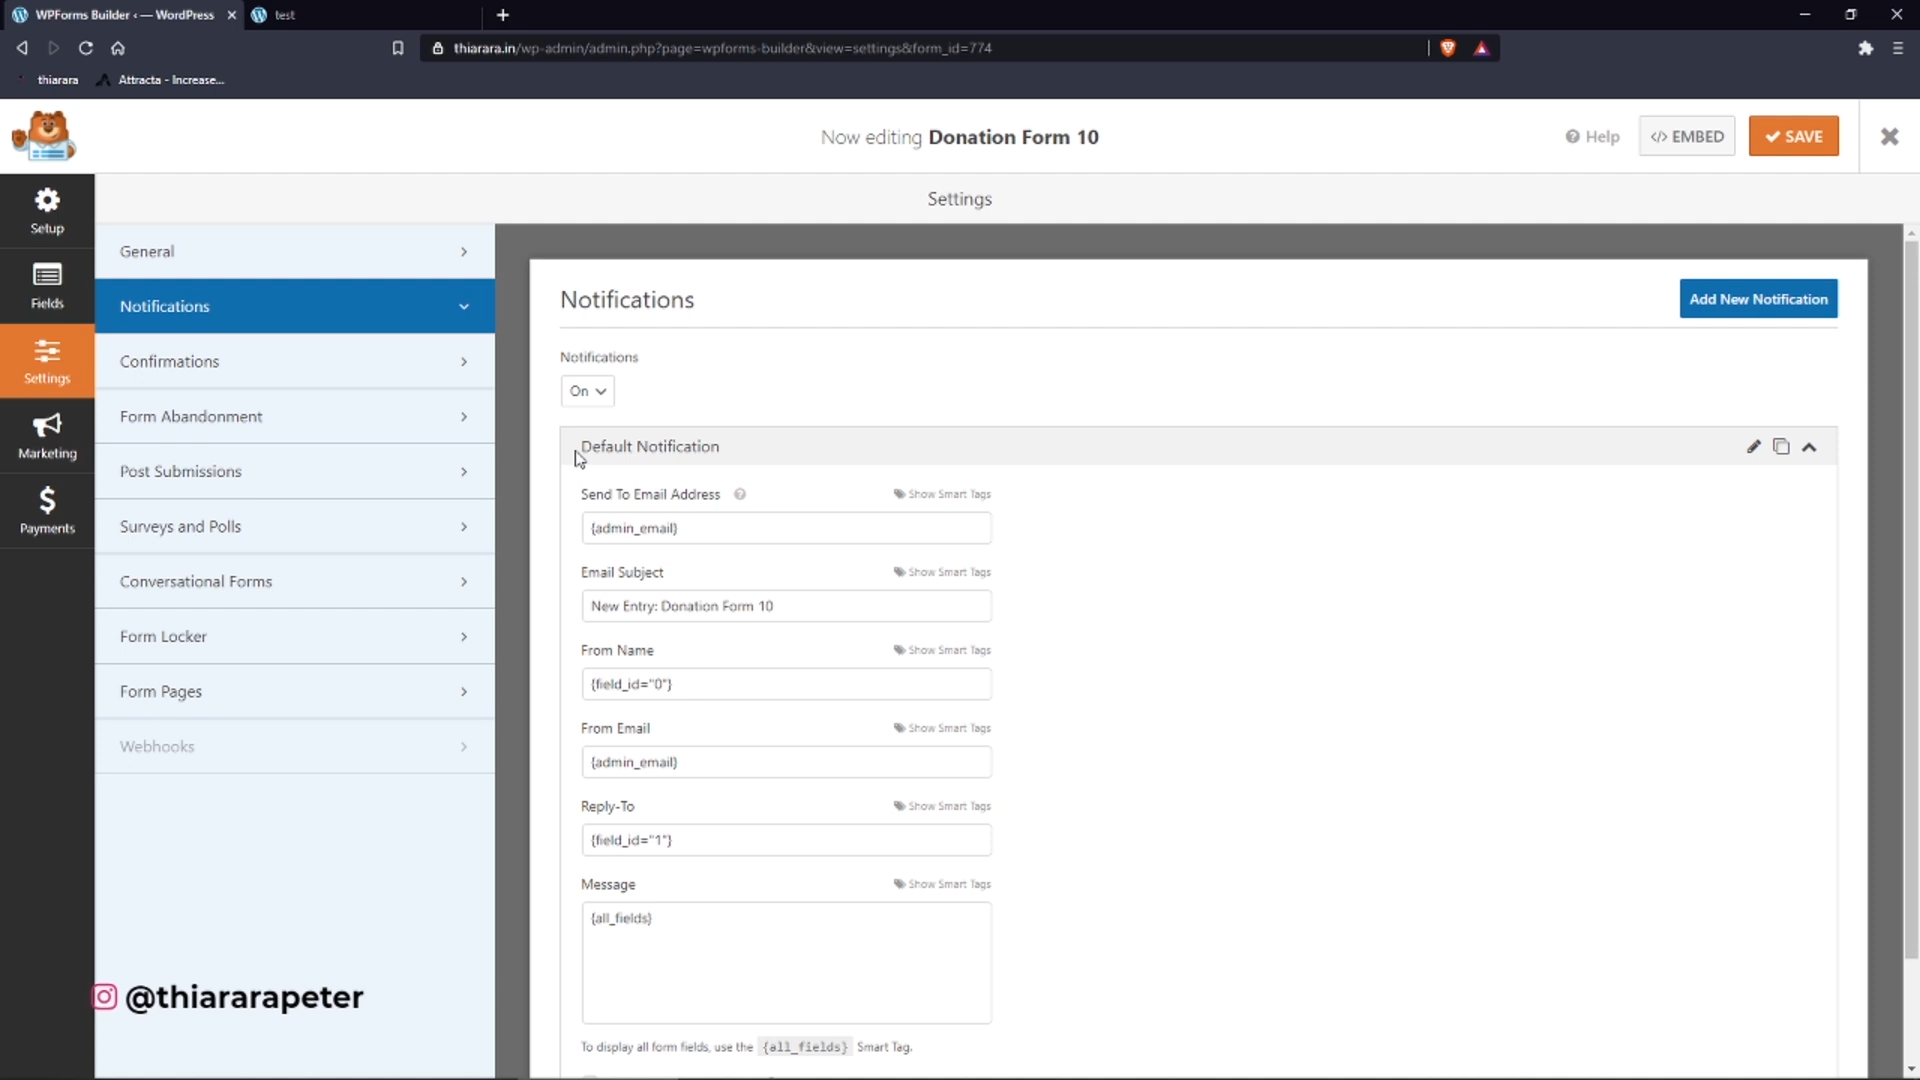 WPForms Builder ‹ — WordPress
test
thiarara.in/wp-admin/admin.php?page=wpforms-builder&view=settings&form_id=774
thiarara
Attracta - Increase...
Now editing Donation Form 10
Help
</> EMBED
SAVE
Settings
Setup
Fields
Settings
Marketing
Payments
General
Notifications
Confirmations
Form Abandonment
Post Submissions
Surveys and Polls
Conversational Forms
Form Locker
Form Pages
Webhooks
Notifications
Add New Notification
Notifications
On
Default Notification
Send To Email Address
Show Smart Tags
{admin_email}
Email Subject
Show Smart Tags
New Entry: Donation Form 10
From Name
Show Smart Tags
{field_id="0"}
From Email
Show Smart Tags
{admin_email}
Reply-To
Show Smart Tags
{field_id="1"}
Message
Show Smart Tags
{all_fields}
To display all form fields, use the {all_fields} Smart Tag.
@thiararapeter